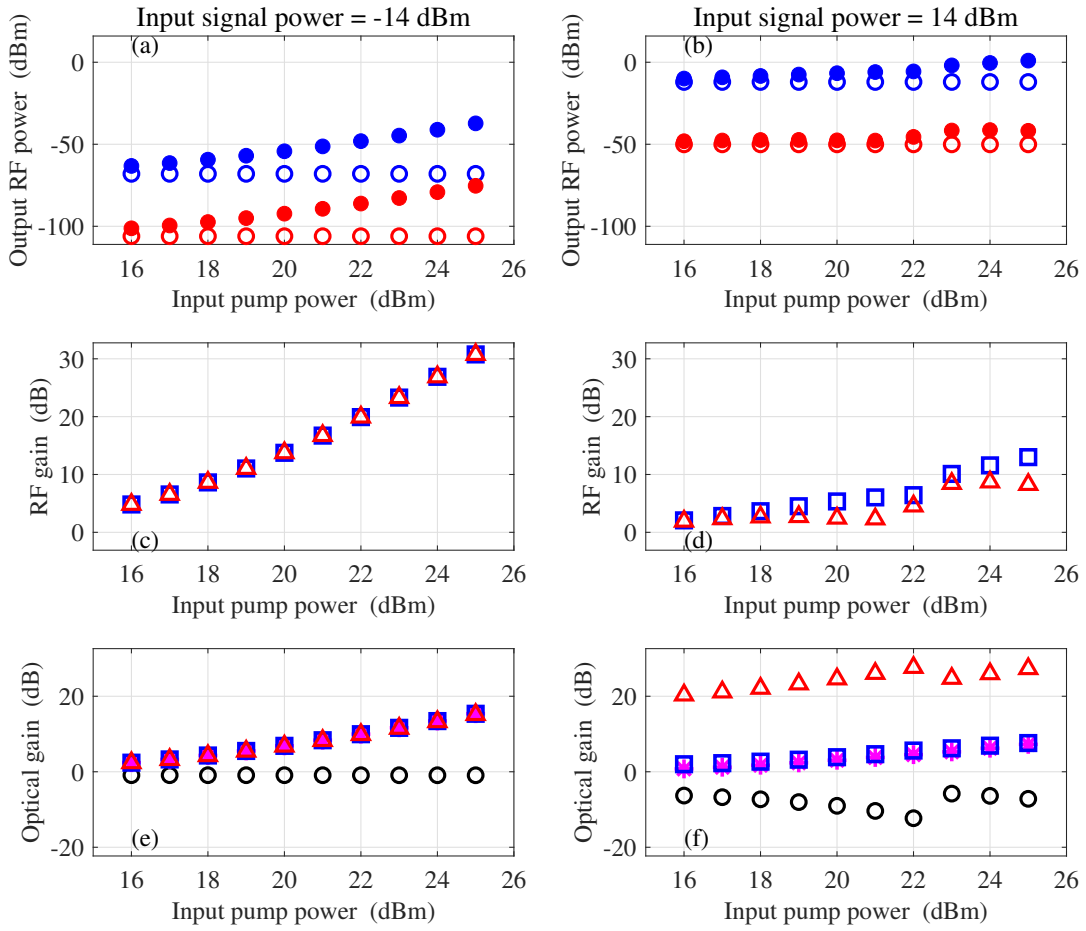 Input signal power = -14 dBm
(a)
Output RF power (dBm)
0
-50
-100
16 18 20 22 24 26
Input pump power (dBm)
Input signal power = 14 dBm
(b)
Output RF power (dBm)
0
-50
-100
16 18 20 22 24 26
Input pump power (dBm)
RF gain (dB)
30
20
10
0
(c)
16 18 20 22 24 26
Input pump power (dBm)
RF gain (dB)
30
20
10
0
(d)
16 18 20 22 24 26
Input pump power (dBm)
Optical gain (dB)
20
0
-20
(e)
16 18 20 22 24 26
Input pump power (dBm)
Optical gain (dB)
20
0
-20
(f)
16 18 20 22 24 26
Input pump power (dBm)